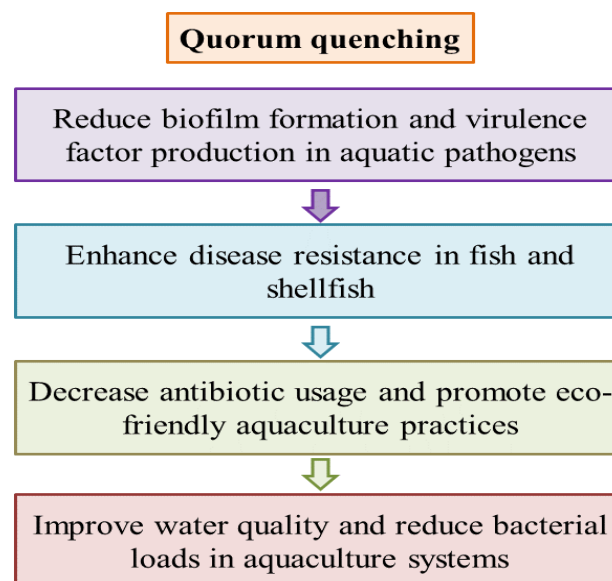 Quorum quenching
Reduce biofilm formation and virulence
factor production in aquatic pathogens
Enhance disease resistance in fish and
shellfish
Decrease antibiotic usage and promote eco-
friendly aquaculture practices
Improve water quality and reduce bacterial
loads in aquaculture systems